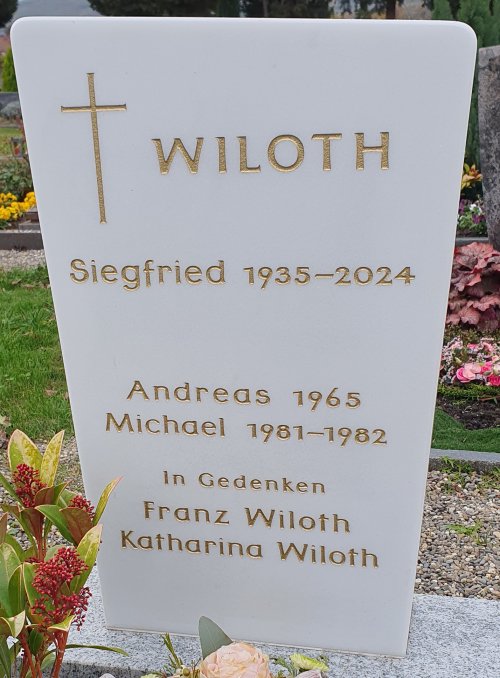 WILOTH
Siegfried 1935–2024
Andreas 1965
Michael 1981–1982
In Gedenken
Franz Wiloth
Katharina Wiloth